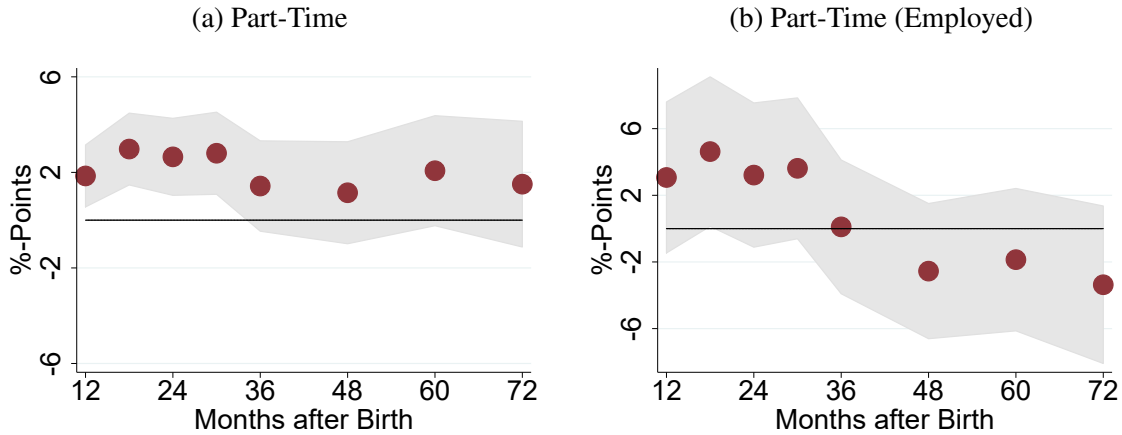 (a) Part-Time
6
2
-2
-6
%-Points
12 24 36 48 60 72
Months after Birth
(b) Part-Time (Employed)
6
2
-2
-6
%-Points
12 24 36 48 60 72
Months after Birth